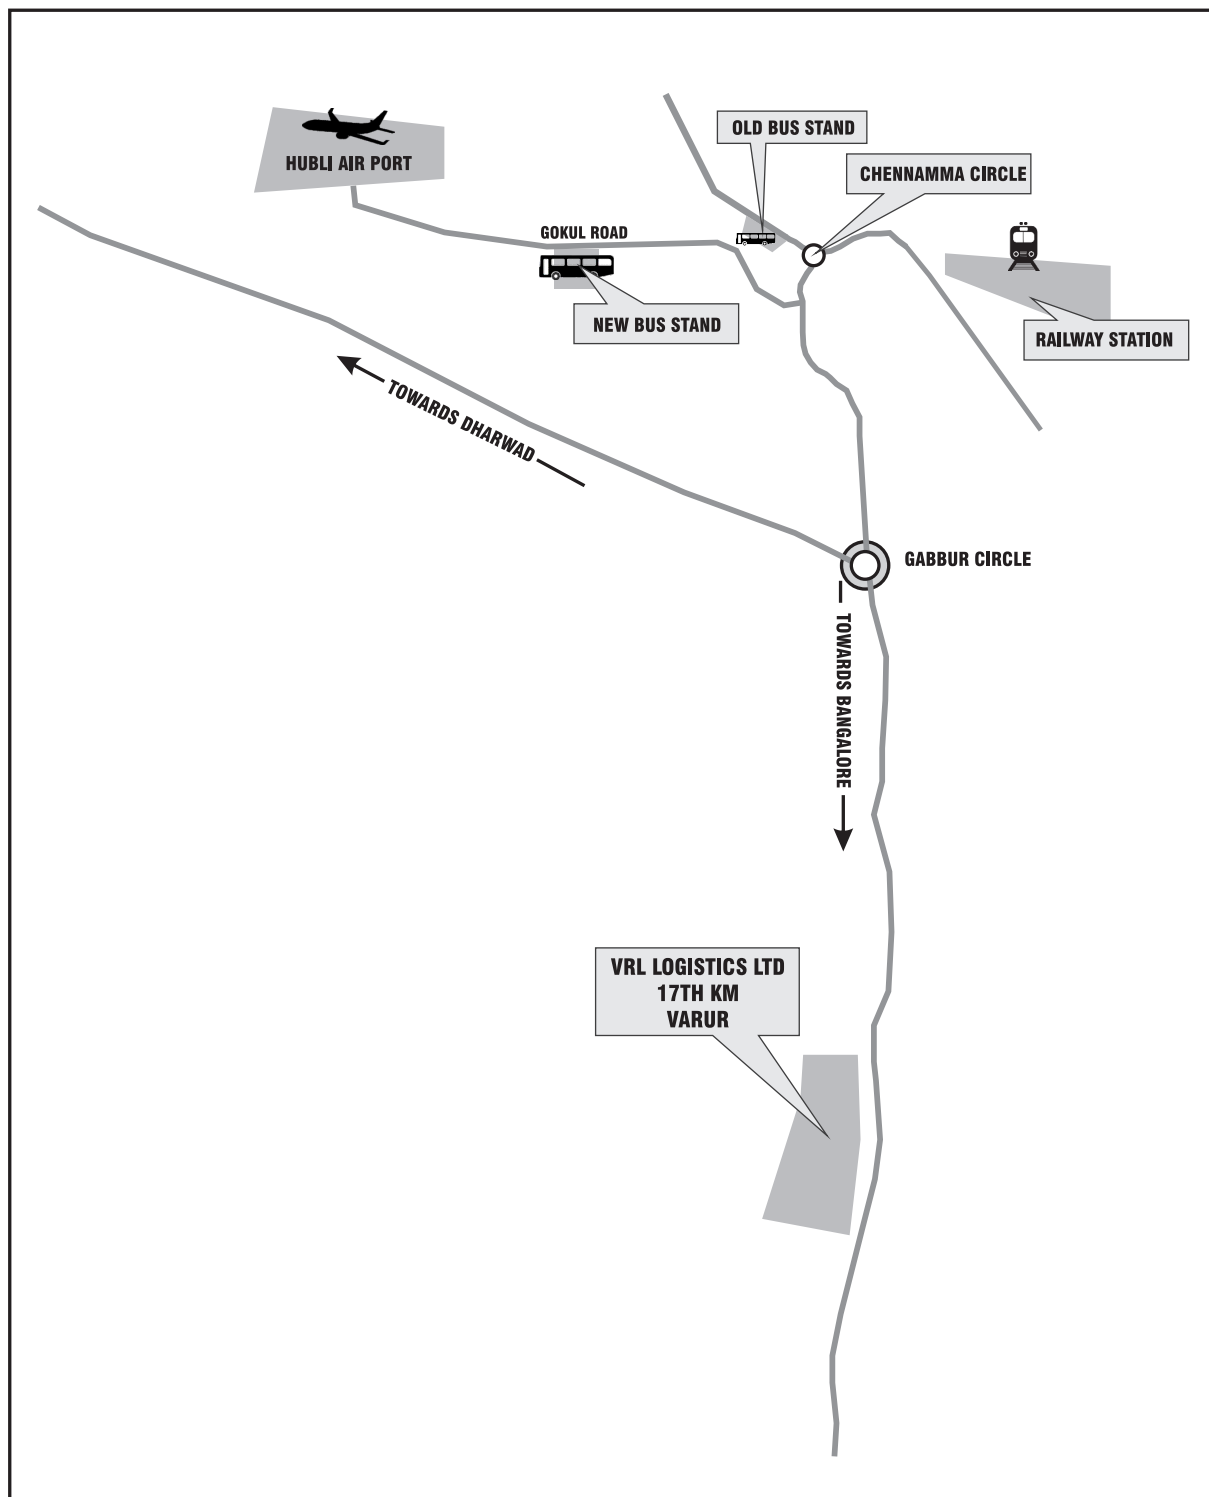 OLD BUS STAND
HUBLI AIR PORT
CHENNAMMA CIRCLE
GOKUL ROAD
NEW BUS STAND
RAILWAY STATION
TOWARDS DHARWAD
GABBUR CIRCLE
TOWARDS BANGALORE
VRL LOGISTICS LTD
17TH KM
VARUR